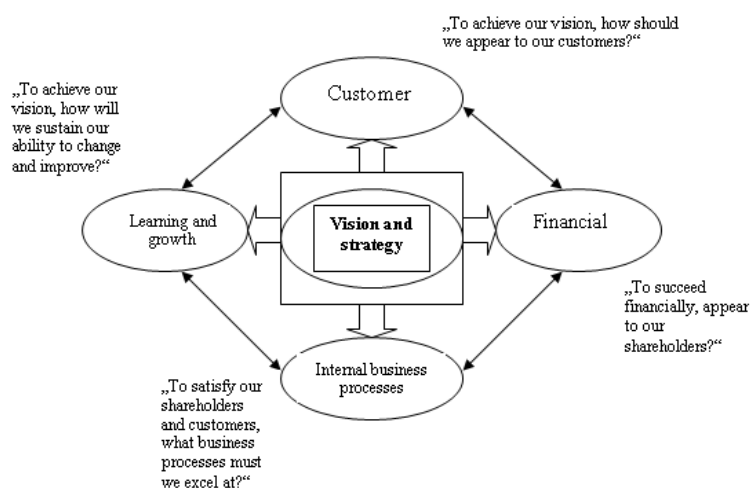 „To achieve our vision, how should
we appear to our customers?“
Customer
„To achieve our
vision, how will
we sustain our
ability to change
and improve?“
Learning and
growth
Vision and
strategy
Financial
„To succeed
financially, appear
to our
shareholders?“
Internal business
processes
„To satisfy our
shareholders
and customers,
what business
processes must
we excel at?“